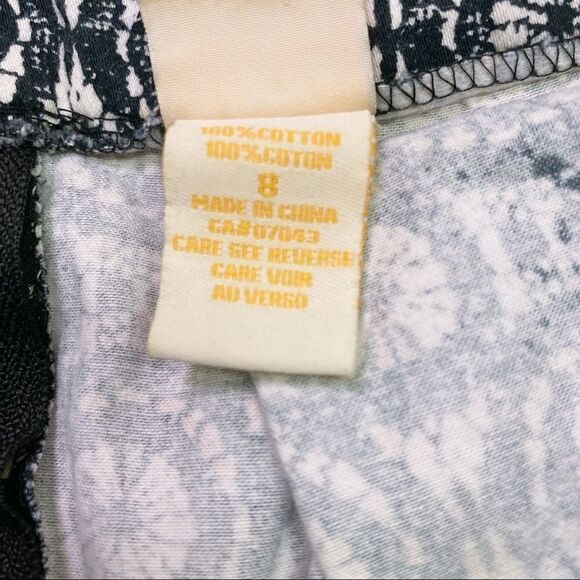 100%COTTON
100%COTON
8
MADE IN CHINA
CA#07043
CARE SEE REVERSE
CARE VOIR
AU VERSO